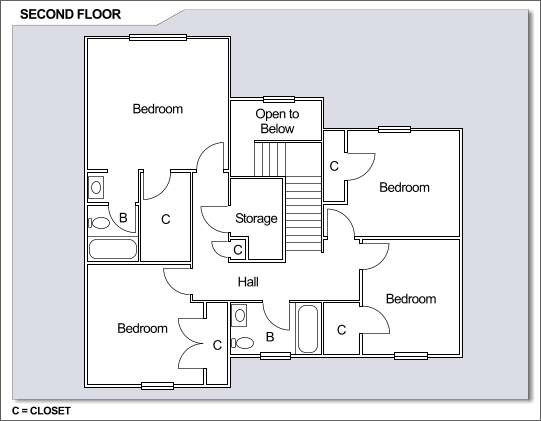 SECOND FLOOR
Bedroom
Open to
Below
C
Bedroom
B
C
Storage
C
Hall
Bedroom
Bedroom
C
B
C
C = CLOSET